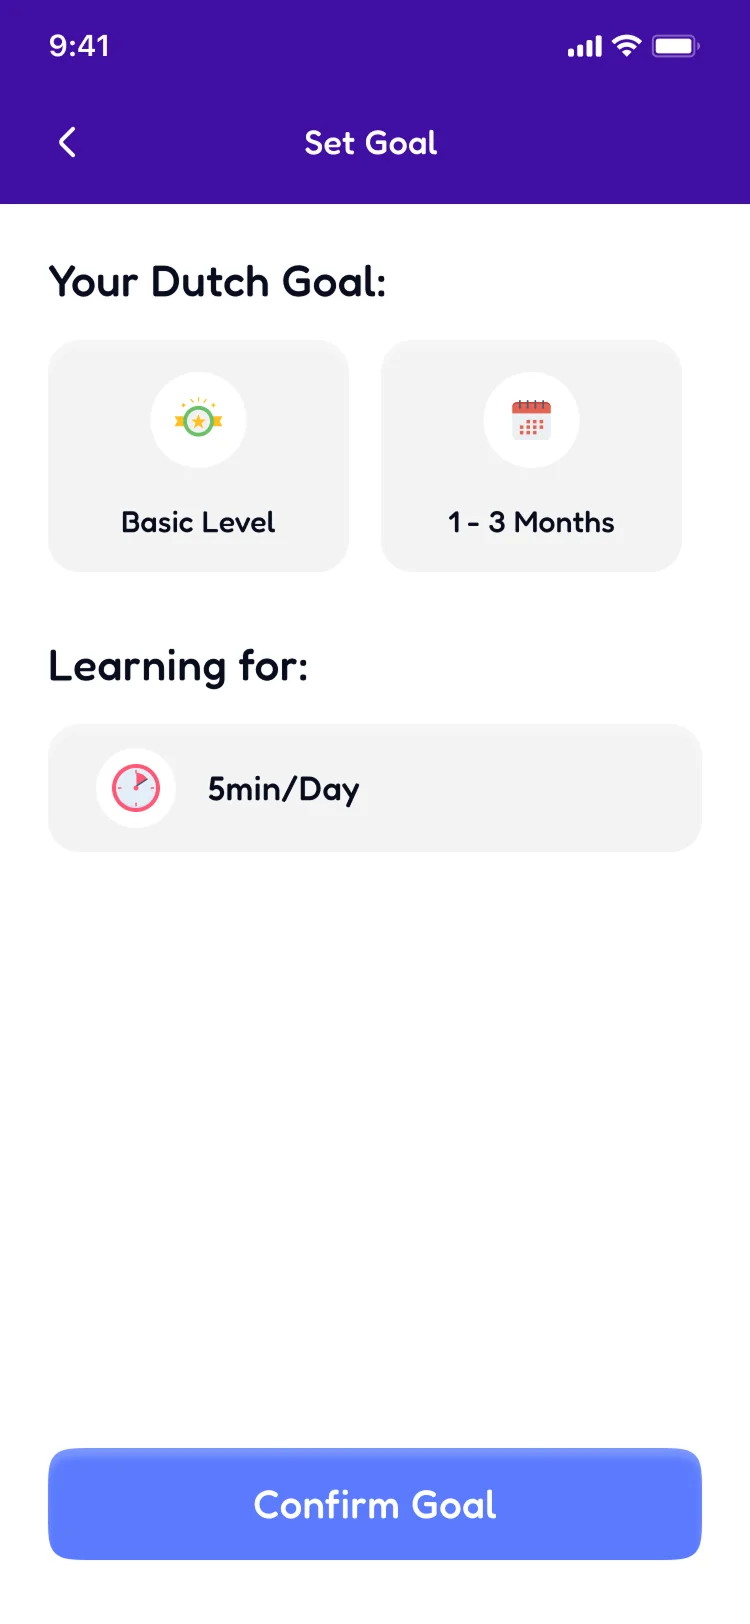 9:41
Set Goal
Your Dutch Goal:
Basic Level
1 - 3 Months
Learning for:
5min/Day
Confirm Goal